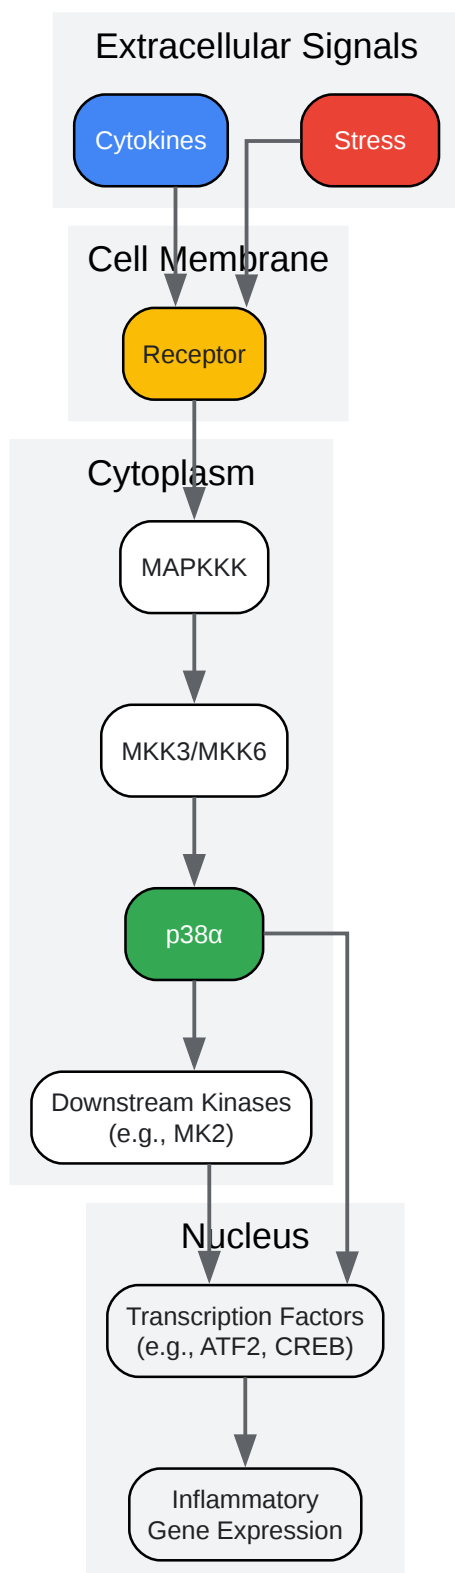 Extracellular Signals
Cytokines
Stress
Cell Membrane
Receptor
Cytoplasm
MAPKKK
MKK3/MKK6
p38α
Downstream Kinases
(e.g., MK2)
Nucleus
Transcription Factors
(e.g., ATF2, CREB)
Inflammatory
Gene Expression